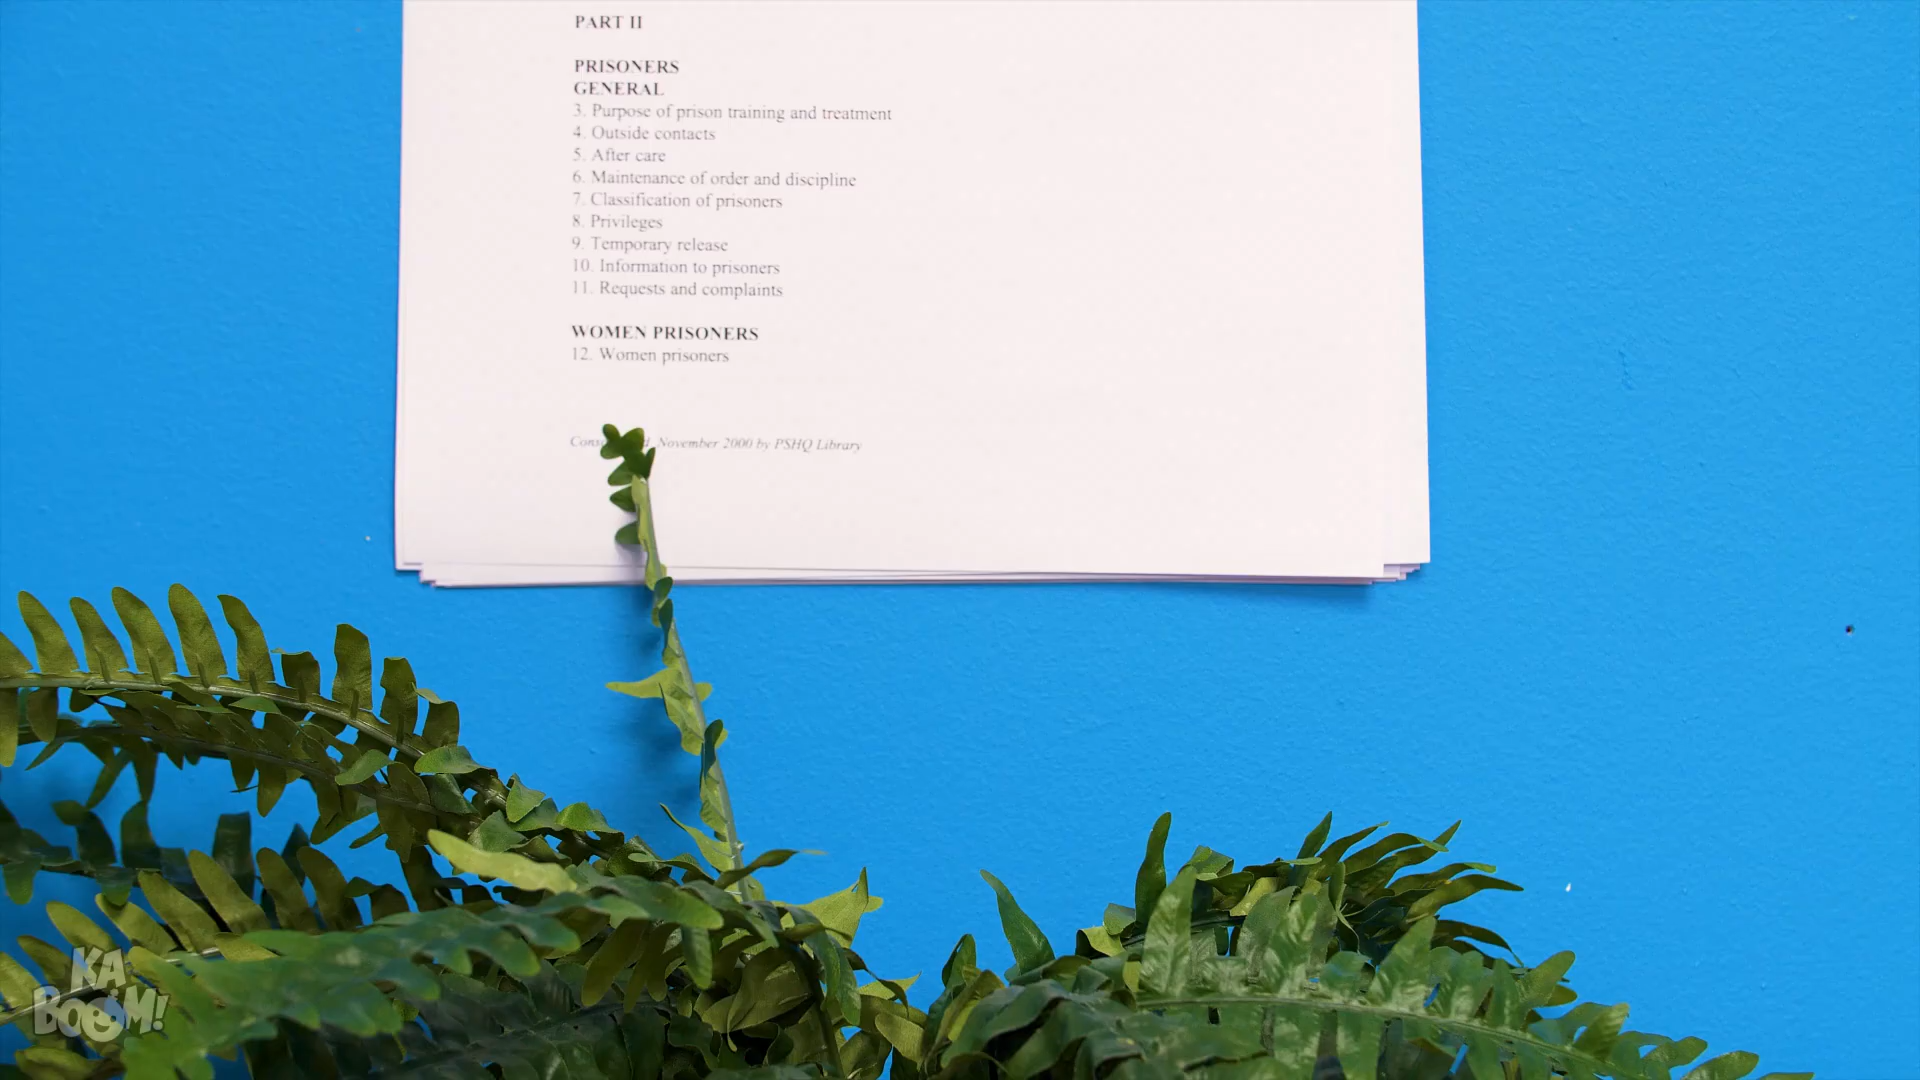 PART II
PRISONERS
GENERAL
3. Purpose of prison training and treatment
4. Outside contacts
5. After care
6. Maintenance of order and discipline
7. Classification of prisoners
8. Privileges
9. Temporary release
10. Information to prisoners
11. Requests and complaints
WOMEN PRISONERS
12. Women prisoners
November 2000 by PSHQ Library
KA
BOOM!